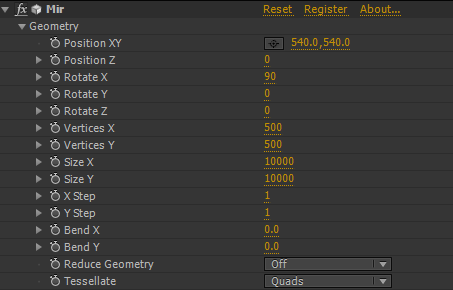 fx Mir Reset Register About...
Geometry
Position XY 540.0,540.0
Position Z 0
Rotate X 90
Rotate Y 0
Rotate Z 0
Vertices X 500
Vertices Y 500
Size X 10000
Size Y 10000
X Step 1
Y Step 1
Bend X 0.0
Bend Y 0.0
Reduce Geometry Off
Tessellate Quads